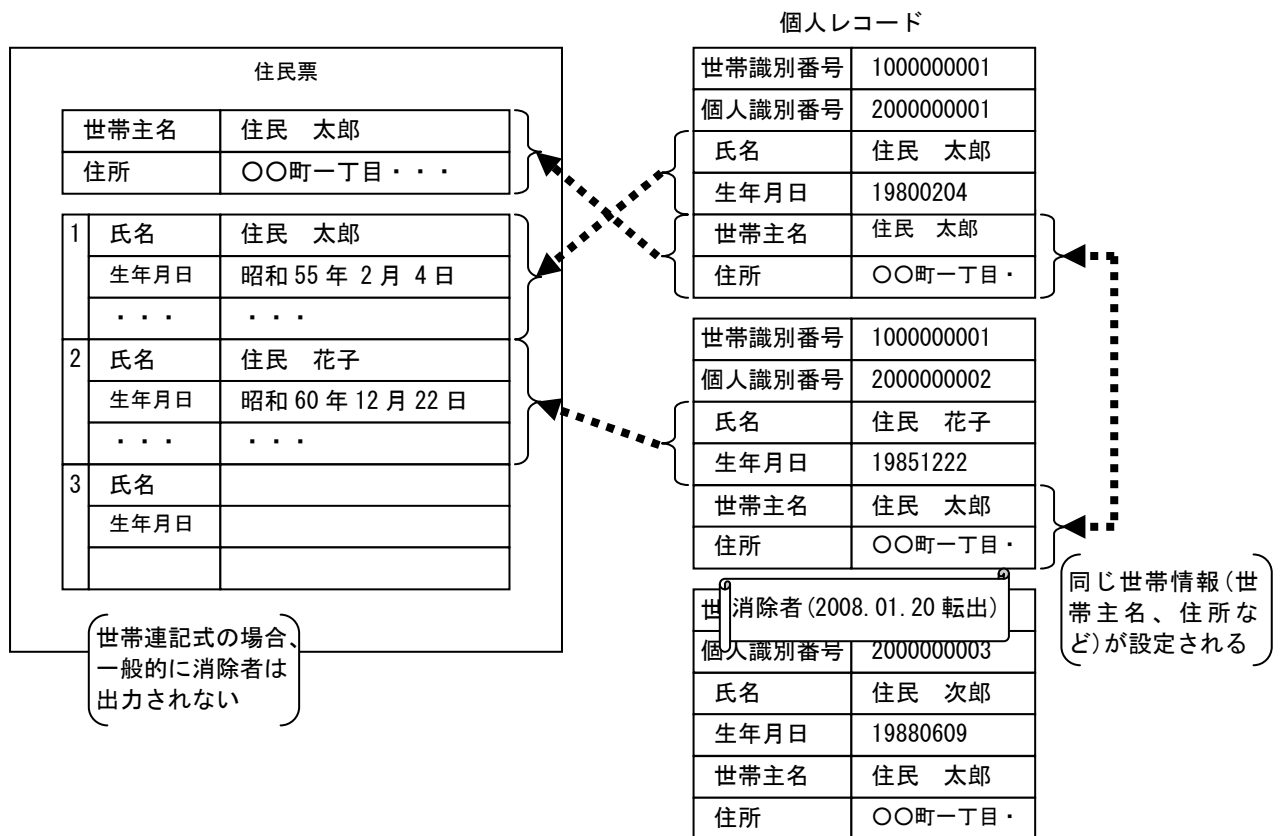 個人レコード
住民票
世帯主名 住民　太郎
住所 〇〇町一丁目・・・
1 氏名 住民　太郎
生年月日 昭和 55 年 2 月 4 日
・・・ ・・・
2 氏名 住民　花子
生年月日 昭和 60 年 12 月 22 日
・・・ ・・・
3 氏名
生年月日
世帯連記式の場合、
一般的に消除者は
出力されない
世帯識別番号 1000000001
個人識別番号 2000000001
氏名 住民　太郎
生年月日 19800204
世帯主名 住民　太郎
住所 〇〇町一丁目・
世帯識別番号 1000000001
個人識別番号 2000000002
氏名 住民　花子
生年月日 19851222
世帯主名 住民　太郎
住所 〇〇町一丁目・
世
消除者(2008.01.20 転出)
個人識別番号 2000000003
氏名 住民　次郎
生年月日 19880609
世帯主名 住民　太郎
住所 〇〇町一丁目・
同じ世帯情報(世
帯主名、住所な
ど)が設定される